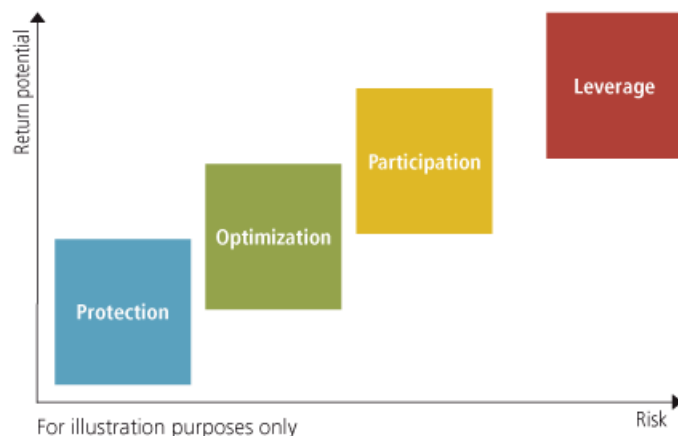 Return potential
Leverage
Participation
Optimization
Protection
Risk
For illustration purposes only